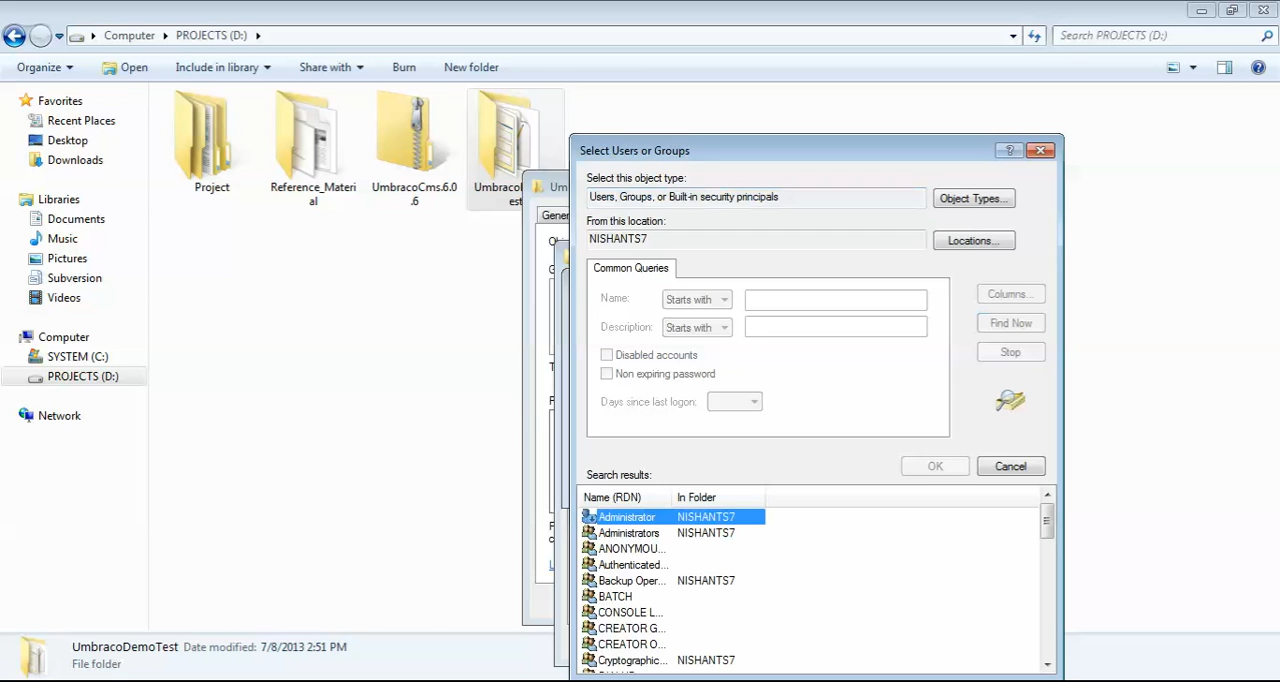 Computer
PROJECTS (D:)
Search PROJECTS (D:)
Organize
Open
Include in library
Share with
Burn
New folder
Favorites
Recent Places
Desktop
Downloads
Libraries
Documents
Music
Pictures
Subversion
Videos
Computer
SYSTEM (C:)
PROJECTS (D:)
Network
Project
Reference_Materi
al
UmbracoCms.6.0
.6
Gener
Select Users or Groups
Select this object type:
Users, Groups, or Built-in security principals
Object Types...
From this location:
NISHANTS7
Locations...
Common Queries
Name:
Starts with
Description:
Starts with
Disabled accounts
Non expiring password
Days since last logon:
Columns...
Find Now
Stop
OK
Cancel
Search results:
Name (RDN) In Folder
Administrator NISHANTS7
Administrators NISHANTS7
ANONYMOU...
Authenticated...
Backup Oper... NISHANTS7
BATCH
CONSOLE L...
CREATOR G...
CREATOR O...
Cryptographic... NISHANTS7
UmbracoDemoTest Date modified: 7/8/2013 2:51 PM
File folder